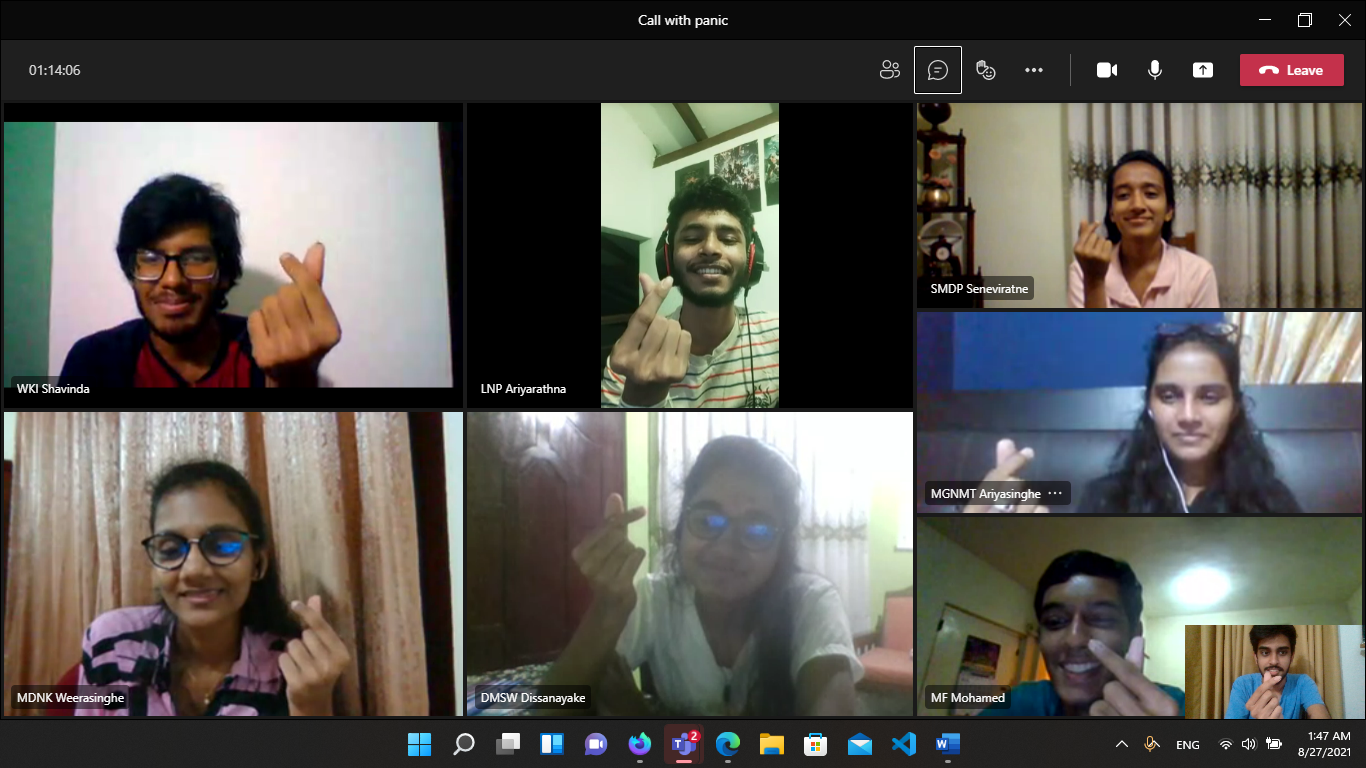 Call with panic
01:14:06
Leave
WKI Shavinda
LNP Ariyarathna
SMDP Seneviratne
MGNMT Ariyasinghe
MDNK Weerasinghe
DMSW Dissanayake
MF Mohamed
2
ENG
1:47 AM
8/27/2021